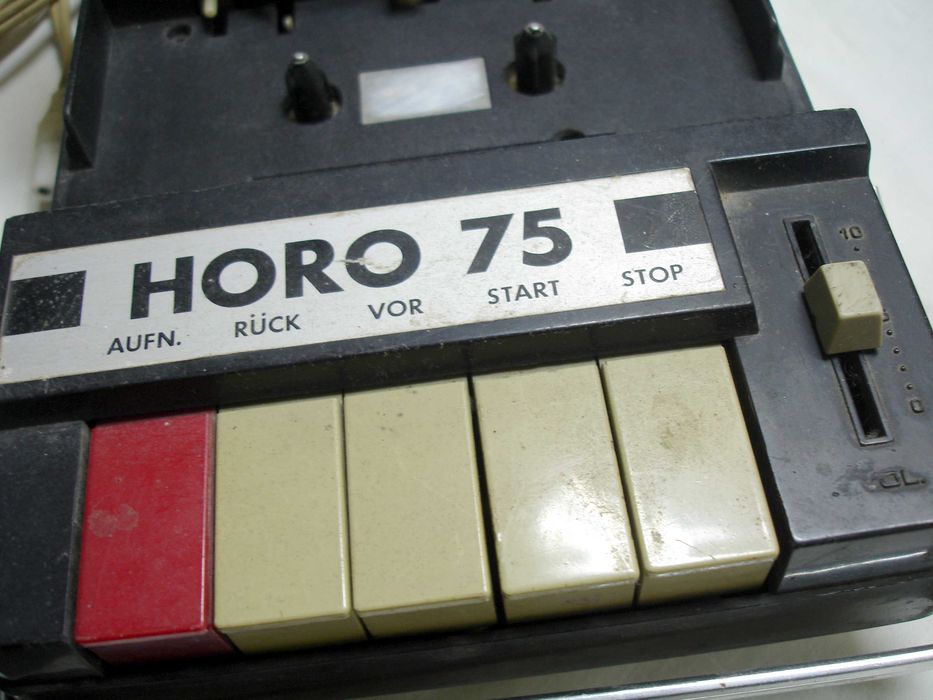 HORO 75
AUFN. RÜCK VOR START STOP
10
0
VOL.